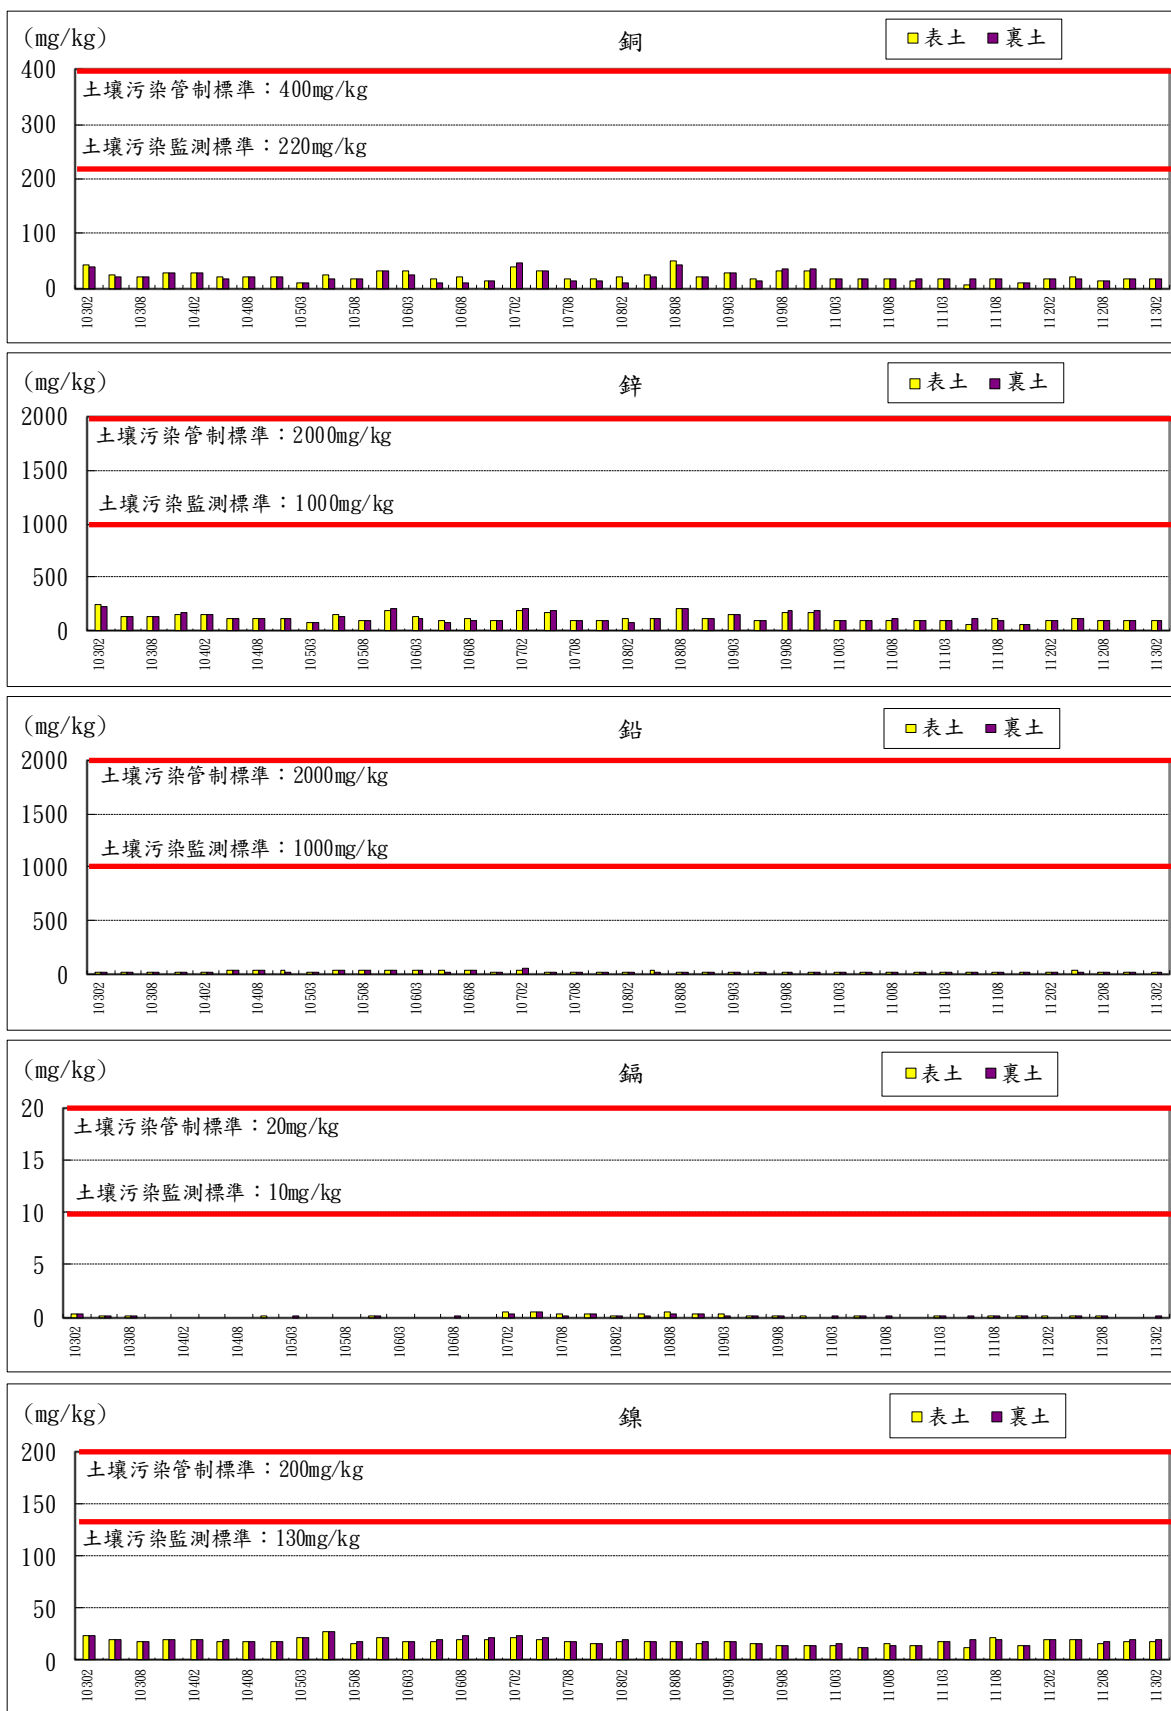 (mg/kg)
銅
表土 裏土
400
土壤污染管制標準：400mg/kg
300
土壤污染監測標準：220mg/kg
200
100
0
10302 10308 10402 10408 10503 10508 10603 10608 10702 10708 10802 10808 10903 10908 11003 11008 11103 11108 11202 11208 11302
(mg/kg)
鋅
表土 裏土
2000
土壤污染管制標準：2000mg/kg
1500
土壤污染監測標準：1000mg/kg
1000
500
0
10302 10308 10402 10408 10503 10508 10603 10608 10702 10708 10802 10808 10903 10908 11003 11008 11103 11108 11202 11208 11302
(mg/kg)
鉛
表土 裏土
2000
土壤污染管制標準：2000mg/kg
1500
土壤污染監測標準：1000mg/kg
1000
500
0
10302 10308 10402 10408 10503 10508 10603 10608 10702 10708 10802 10808 10903 10908 11003 11008 11103 11108 11202 11208 11302
(mg/kg)
鎘
表土 裏土
20
土壤污染管制標準：20mg/kg
15
土壤污染監測標準：10mg/kg
10
5
0
10302 10308 10402 10408 10503 10508 10603 10608 10702 10708 10802 10808 10903 10908 11003 11008 11103 11108 11202 11208 11302
(mg/kg)
鎳
表土 裏土
200
土壤污染管制標準：200mg/kg
150
土壤污染監測標準：130mg/kg
100
50
0
10302 10308 10402 10408 10503 10508 10603 10608 10702 10708 10802 10808 10903 10908 11003 11008 11103 11108 11202 11208 11302